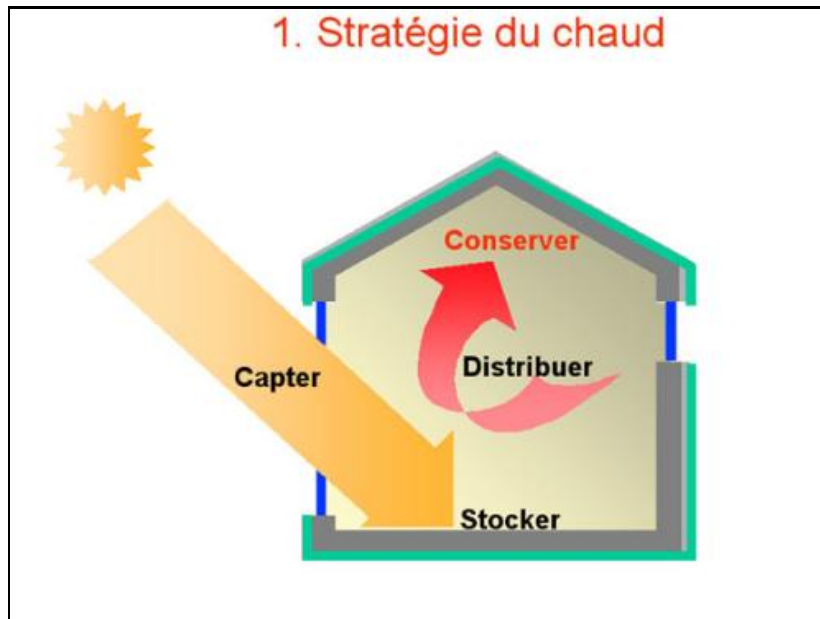 1. Stratégie du chaud
Conserver
Distribuer
Capter
Stocker